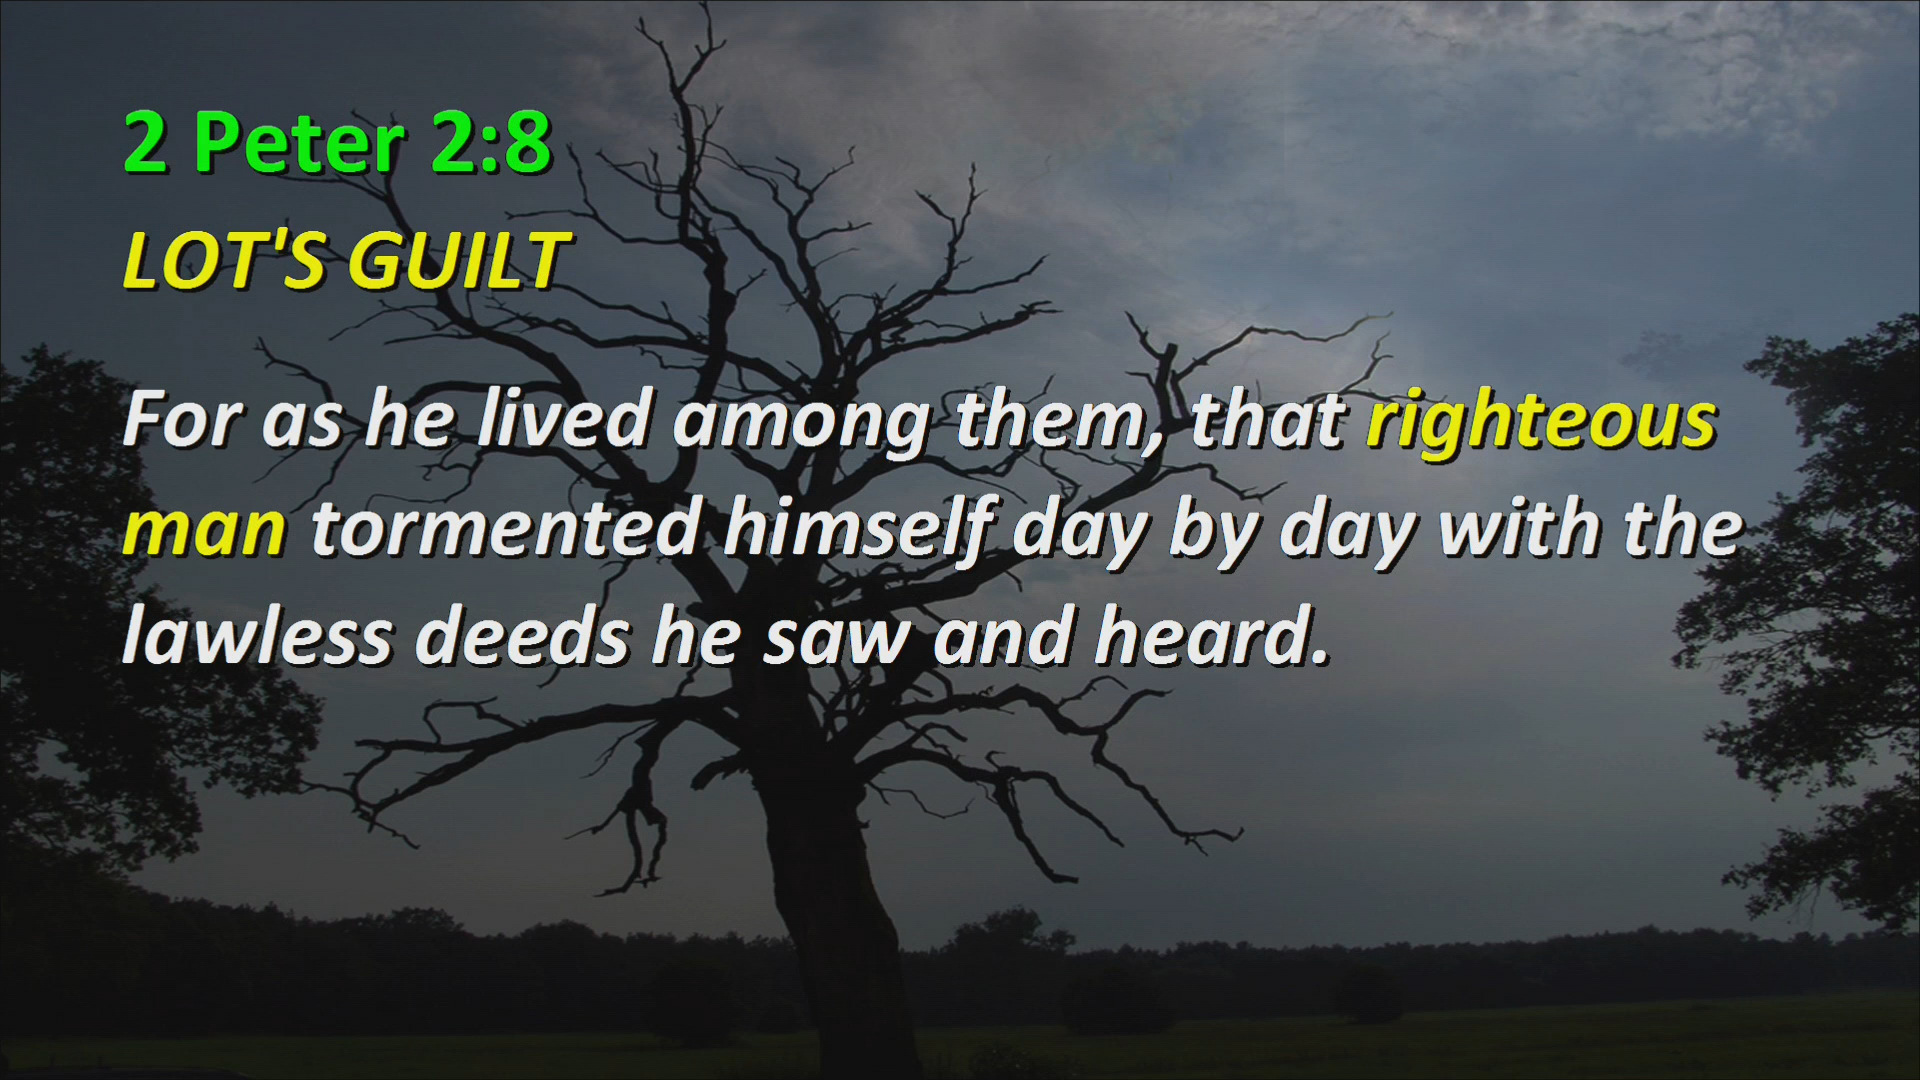 2 Peter 2:8
LOT'S GUILT
For as he lived among them, that righteous
man tormented himself day by day with the
lawless deeds he saw and heard.